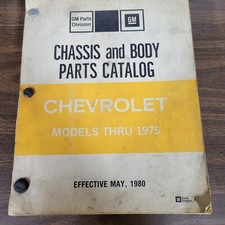 GM Parts
Division
GM
CHASSIS and BODY
PARTS CATALOG
CHEVROLET
MODELS THRU 1975
EFFECTIVE MAY, 1980